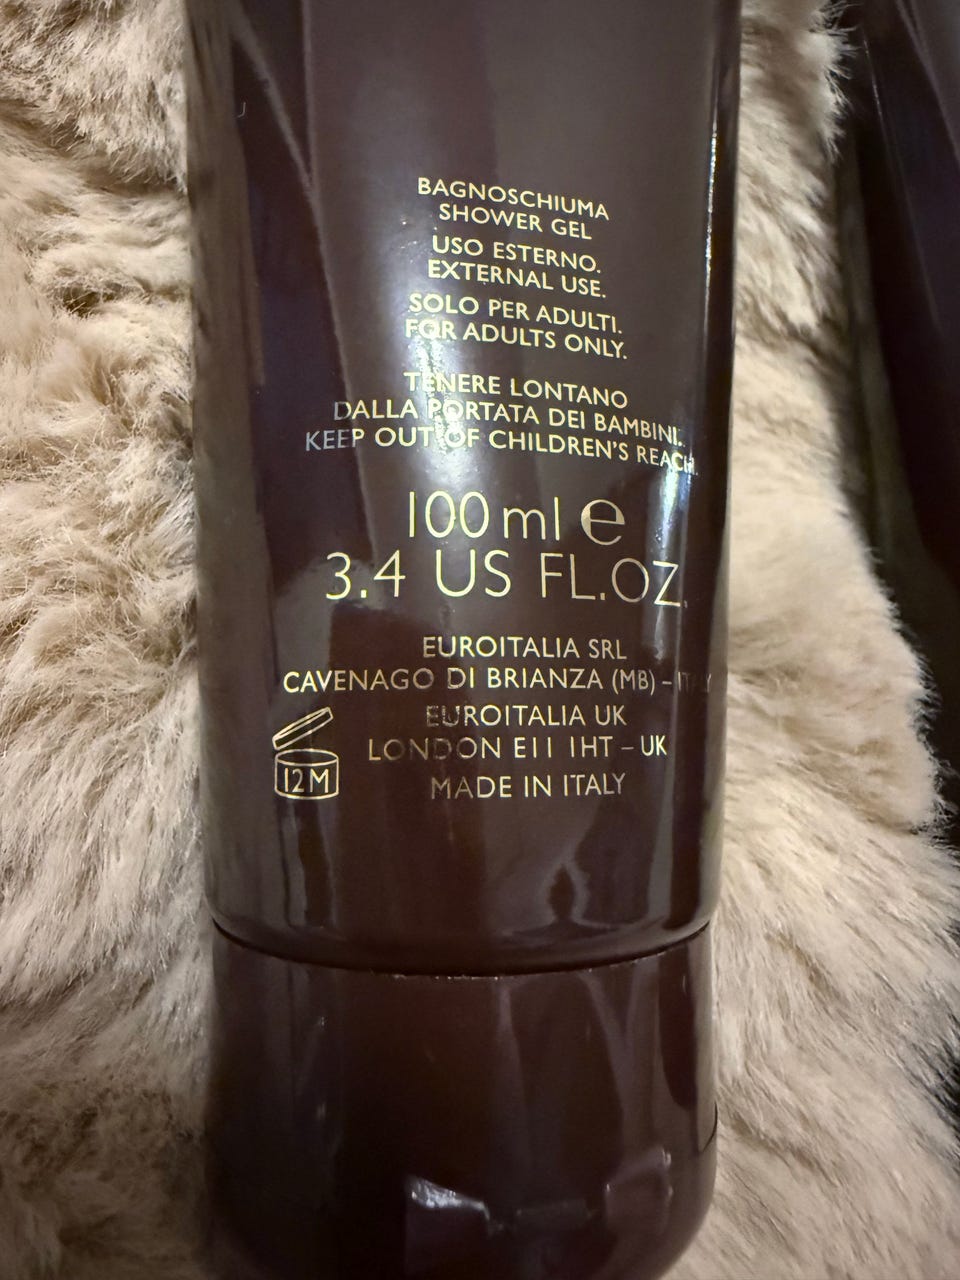 BAGNOSCHIUMA
SHOWER GEL
USO ESTERNO.
EXTERNAL USE.
SOLO PER ADULTI.
FOR ADULTS ONLY.
TENERE LONTANO
DALLA PORTATA DEI BAMBINI.
KEEP OUT OF CHILDREN'S REACH.
100ml e
3.4 US FL.OZ.
EUROITALIA SRL
CAVENAGO DI BRIANZA (MB) – ITALY
EUROITALIA UK
LONDON E11 1HT – UK
12M
MADE IN ITALY